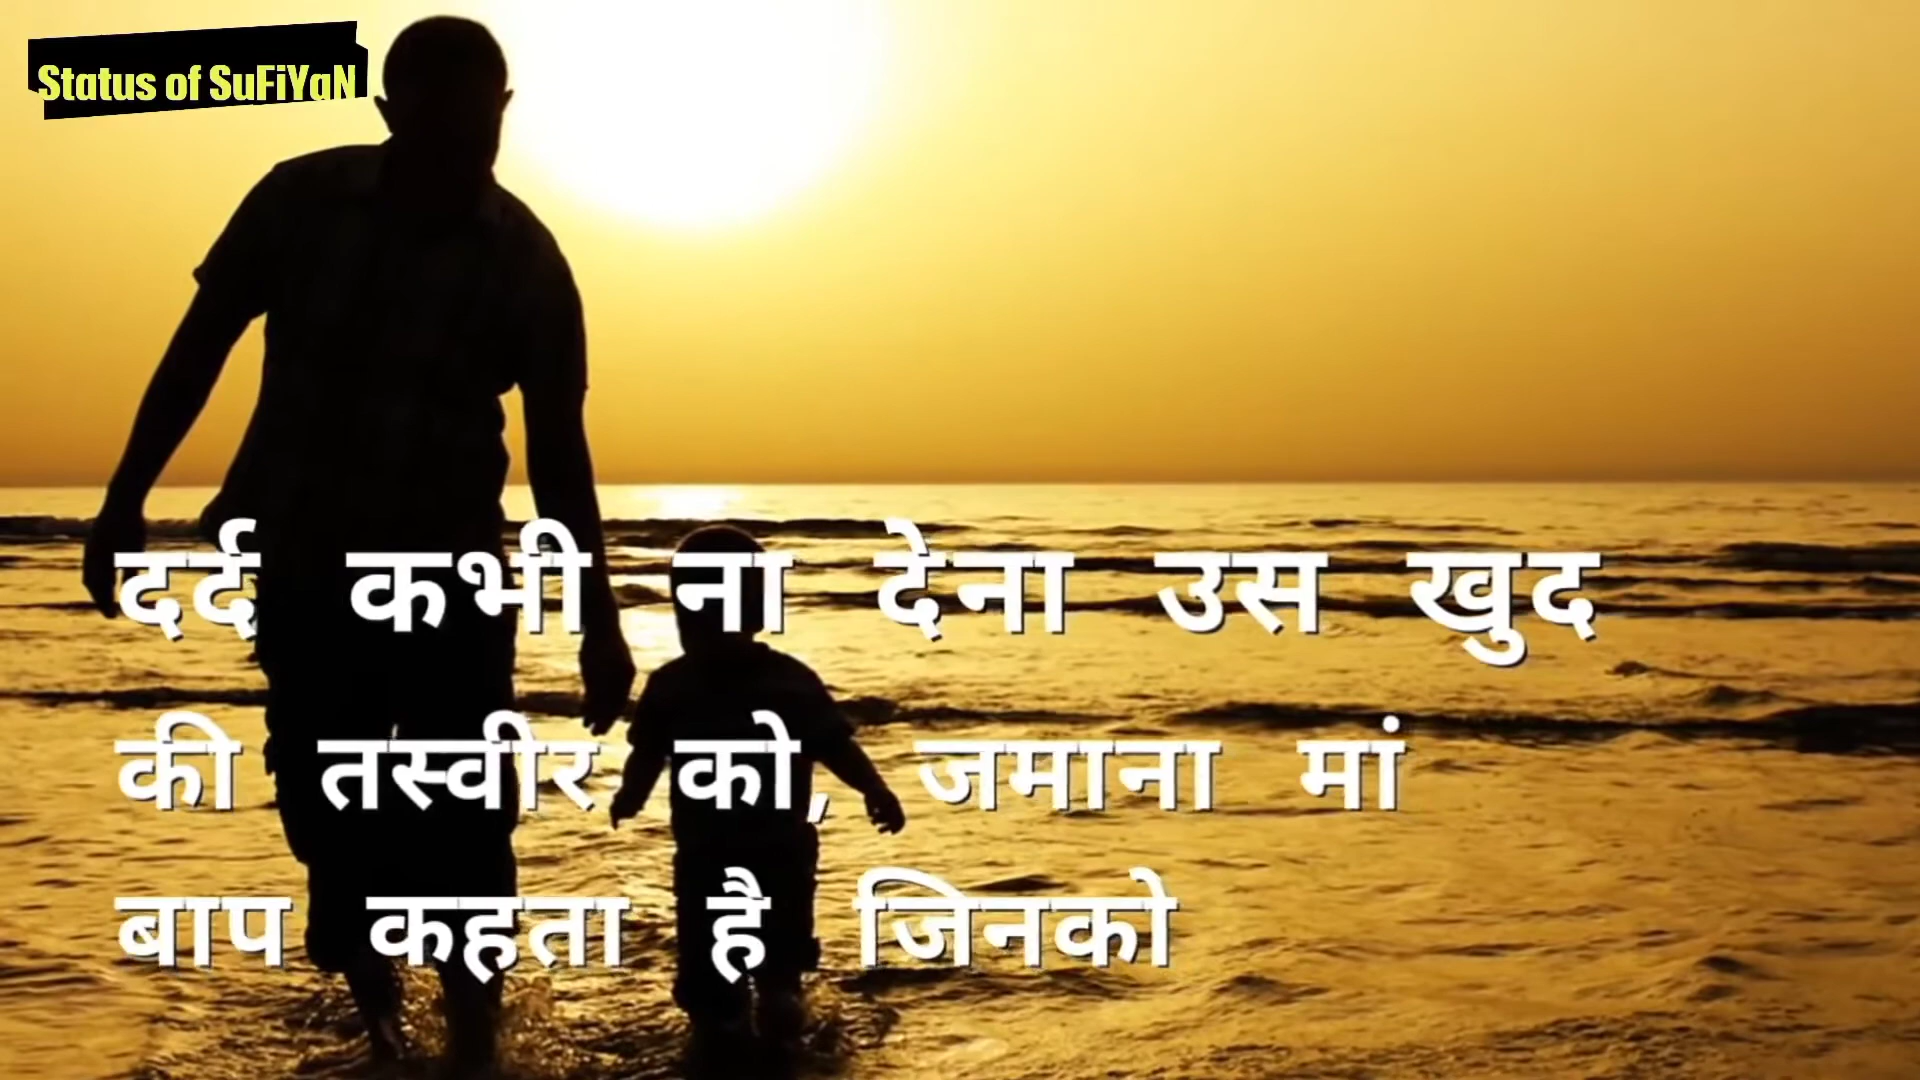 Status of SuFiYaN
दर्द कभी ना देना उस खुद
की तस्वीर को, जमाना मां
बाप कहता है जिनको